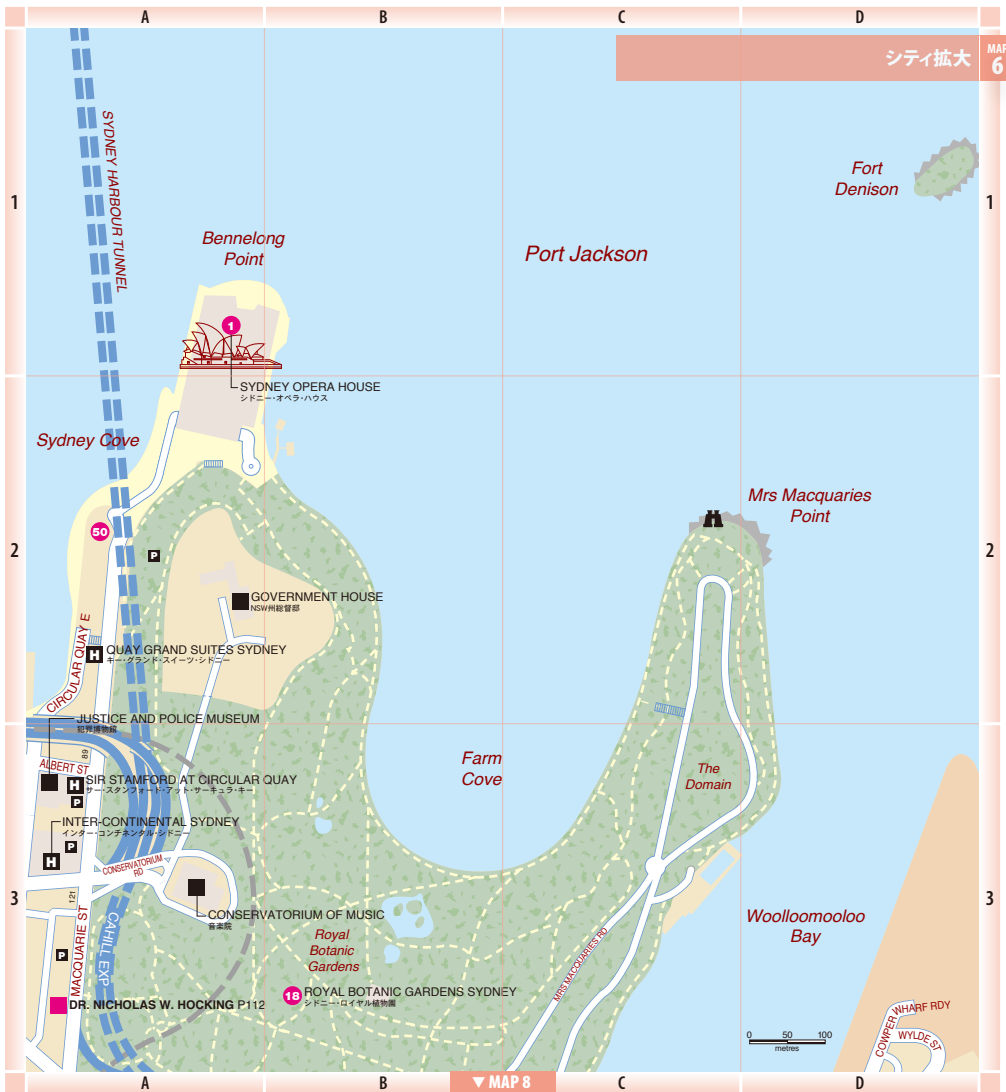 A
B
C
D
シティ拡大
MAP
6
SYDNEY HARBOUR TUNNEL
Fort
Denison
1
1
Bennelong
Point
Port Jackson
1
SYDNEY OPERA HOUSE
シドニー・オペラ・ハウス
Sydney Cove
Mrs Macquaries
Point
50
2
2
P
GOVERNMENT HOUSE
NSW州総督邸
CIRCULAR QUAY E
H
QUAY GRAND SUITES SYDNEY
キー・グランド・スイーツ・シドニー
JUSTICE AND POLICE MUSEUM
犯罪博物館
89
ALBERT ST
H
SIR STAMFORD AT CIRCULAR QUAY
サー・スタンフォード・アット・サーキュラ・キー
P
Farm
Cove
The
Domain
INTER-CONTINENTAL SYDNEY
インター・コンチネンタル・シドニー
P
H
CONSERVATORIUM
RD
3
3
121
MACQUARIE ST
CAHILL EXP
CONSERVATORIUM OF MUSIC
音楽院
Royal
Botanic
Gardens
Woolloomooloo
Bay
MRS MACQUARIES RD
P
18
ROYAL BOTANIC GARDENS SYDNEY
シドニー・ロイヤル植物園
DR. NICHOLAS W. HOCKING P112
0 50 100
metres
COWPER WHARF RDY
WYLDE ST
A
B
▼ MAP 8
C
D